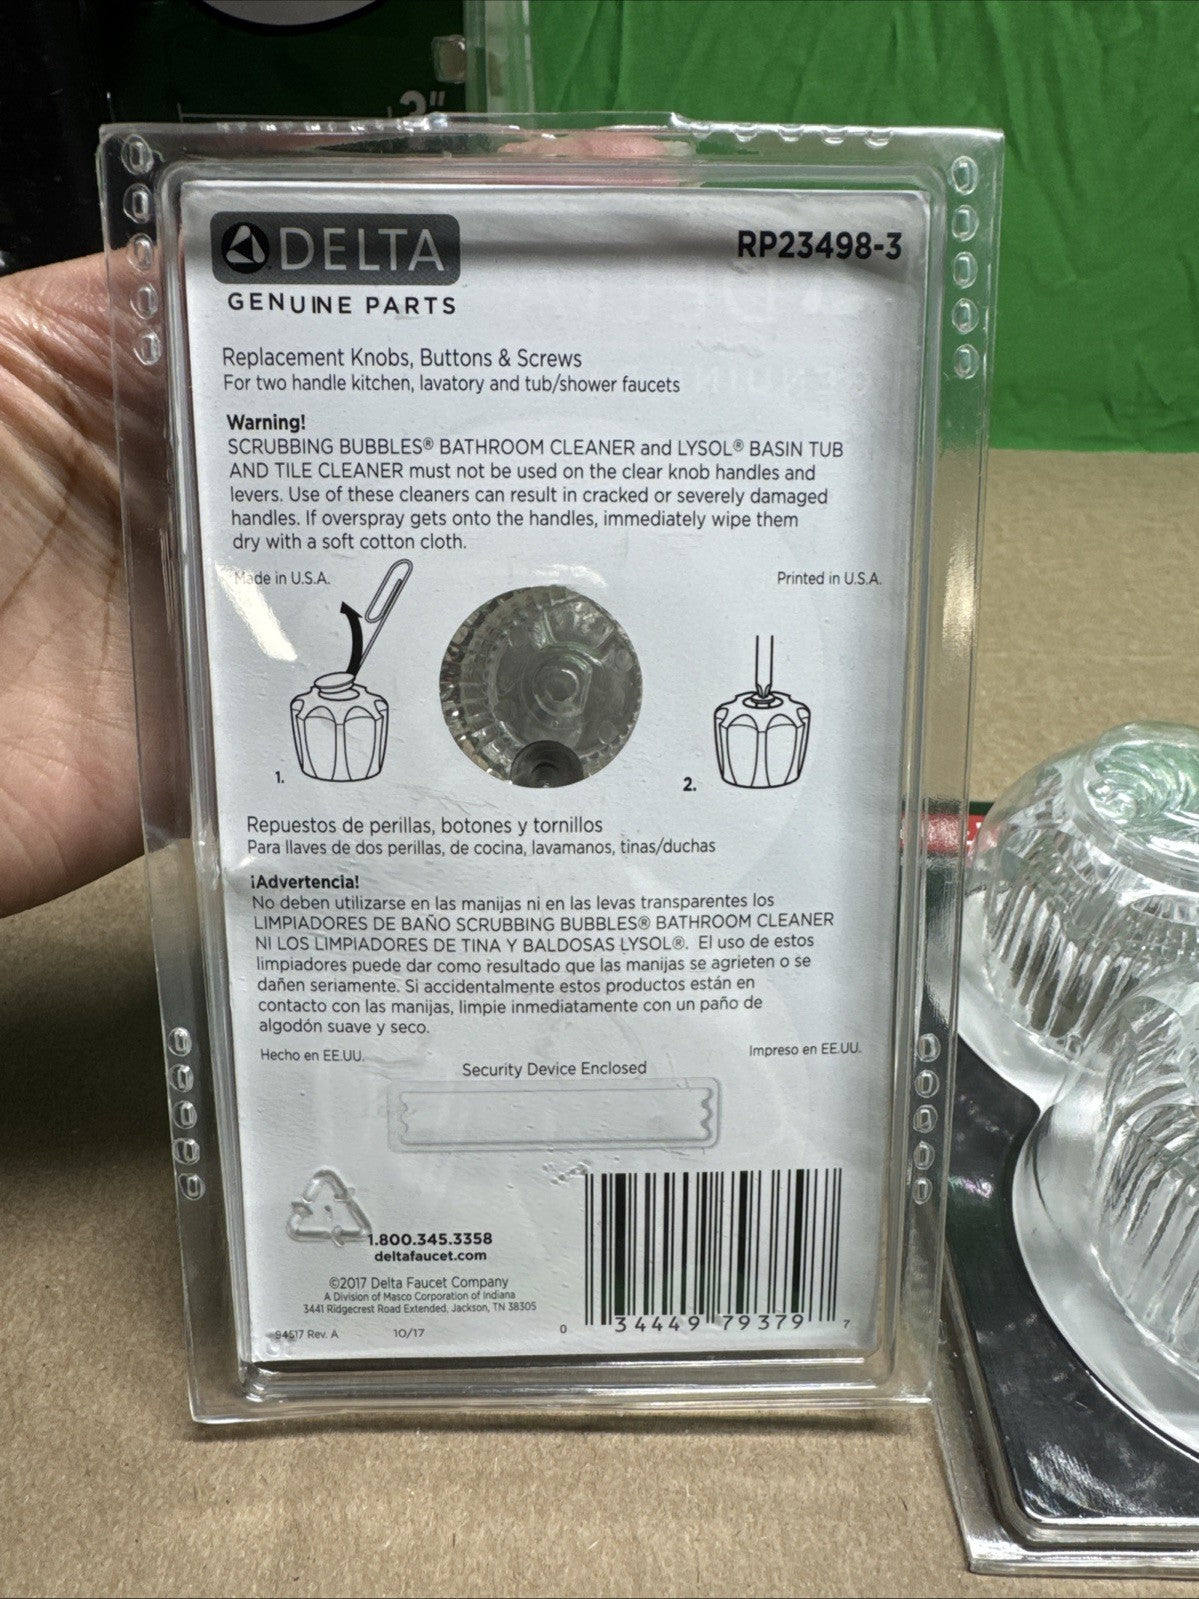 3"
DELTA
RP23498-3
GENUINE PARTS
Replacement Knobs, Buttons & Screws
For two handle kitchen, lavatory and tub/shower faucets
Warning!
SCRUBBING BUBBLES® BATHROOM CLEANER and LYSOL® BASIN TUB
AND TILE CLEANER must not be used on the clear knob handles and
levers. Use of these cleaners can result in cracked or severely damaged
handles. If overspray gets onto the handles, immediately wipe them
dry with a soft cotton cloth.
Made in U.S.A.
Printed in U.S.A.
1.
2.
Repuestos de perillas, botones y tornillos
Para llaves de dos perillas, de cocina, lavamanos, tinas/duchas
¡Advertencia!
No deben utilizarse en las manijas ni en las levas transparentes los
LIMPIADORES DE BAÑO SCRUBBING BUBBLES® BATHROOM CLEANER
NI LOS LIMPIADORES DE TINA Y BALDOSAS LYSOL®. El uso de estos
limpiadores puede dar como resultado que las manijas se agrieten o se
dañen seriamente. Si accidentalmente estos productos están en
contacto con las manijas, limpie inmediatamente con un paño de
algodón suave y seco.
Hecho en EE.UU.
Impreso en EE.UU.
Security Device Enclosed
1.800.345.3358
deltafaucet.com
©2017 Delta Faucet Company
A Division of Masco Corporation of Indiana
3441 Ridgecrest Road Extended, Jackson, TN 38305
94517 Rev. A 10/17
0 34449 79379 7